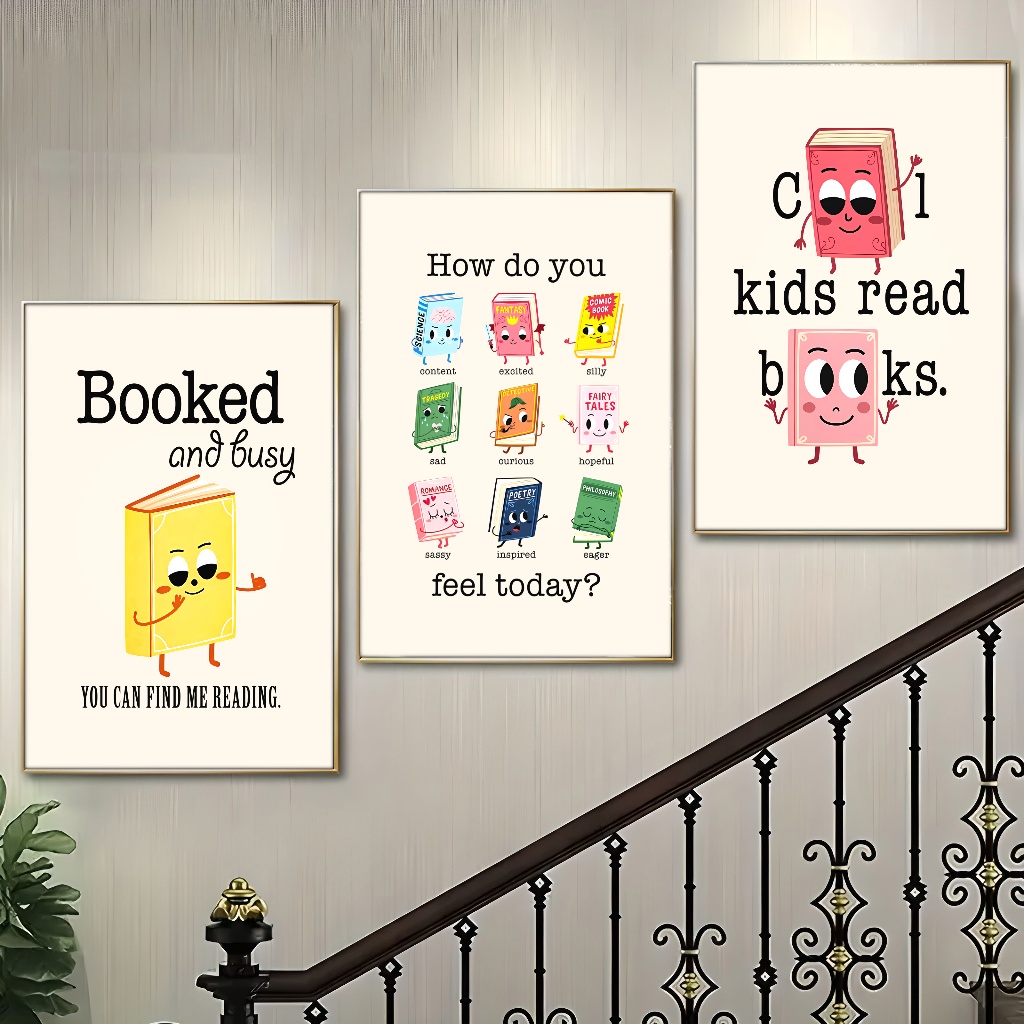 Booked
and busy
YOU CAN FIND ME READING.
How do you
SCIENCE
FANTASY
COMIC
BOOK
content excited silly
TRAGEDY
DETECTIVE
FAIRY
TALES
sad curious hopeful
ROMANCE
POETRY
PHILOSOPHY
sassy inspired eager
feel today?
C l
kids read
b ks.